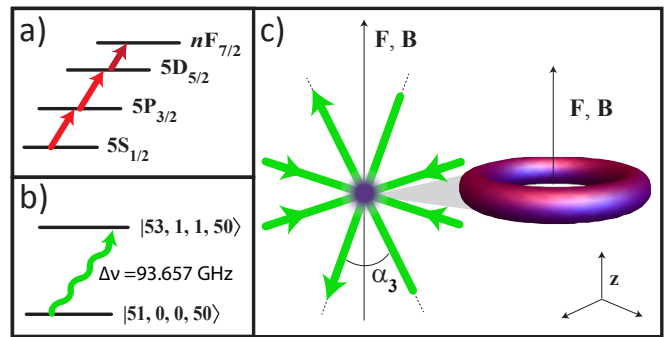 a)
nF₇/₂
5D₅/₂
5P₃/₂
5S₁/₂
b)
|53, 1, 1, 50⟩
Δν =93.657 GHz
|51, 0, 0, 50⟩
c)
F, B
F, B
α₃
z